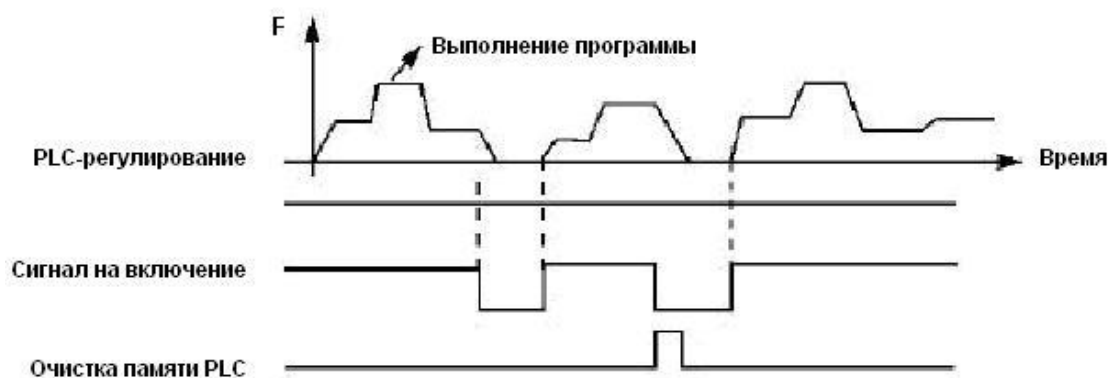 F
Выполнение программы
PLC-регулирование
Время
Сигнал на включение
Очистка памяти PLC